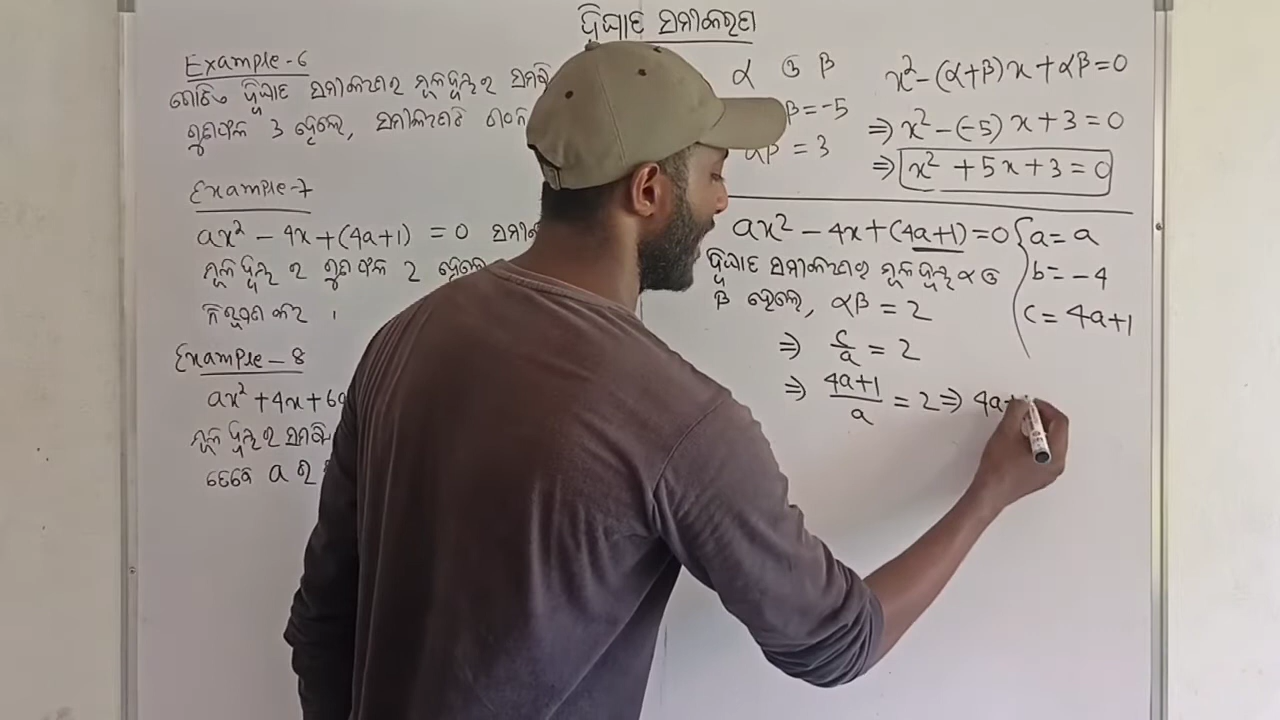 ଦ୍ୱିଘାତ ସମୀକରଣ
Example-6
ଗୋଟିଏ ଦ୍ୱିଘାତ ସମୀକରଣର ମୂଳଦ୍ୱୟର
ଗୁଣଫଳ 3 ହେଲେ, ସମୀକରଣଟି
Example-7
ax² - 4x + (4a+1) = 0
ମୂଳଦ୍ୱୟର ଗୁଣଫଳ 2 ହେଲେ
ନିରୂପଣ କର ।
Example-8
ax² + 4x + 6a
ମୂଳଦ୍ୱୟର ସମଷ୍ଟି
ହେବେ a ର
α ଓ β
β = -5
αβ = 3
x² - (α+β)x + αβ = 0
⇒ x² - (-5)x + 3 = 0
⇒ x² + 5x + 3 = 0
ax² - 4x + (4a+1) = 0
ଦ୍ୱିଘାତ ସମୀକରଣର ମୂଳଦ୍ୱୟ α ଓ
β ହେଲେ, αβ = 2
⇒ c/a = 2
⇒ 4a+1/a = 2 ⇒ 4a+
a = a
b = -4
c = 4a+1